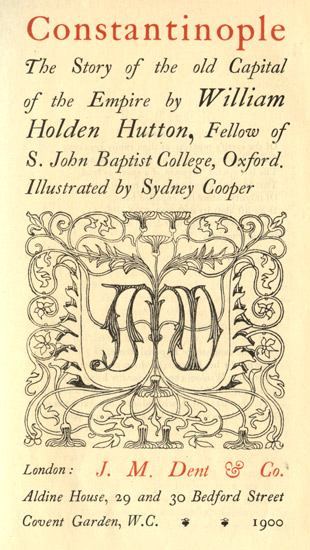 Constantinople
The Story of the old Capital
of the Empire by William
Holden Hutton, Fellow of
S. John Baptist College, Oxford.
Illustrated by Sydney Cooper
JMD
London: J. M. Dent & Co.
Aldine House, 29 and 30 Bedford Street
Covent Garden, W.C. 1900